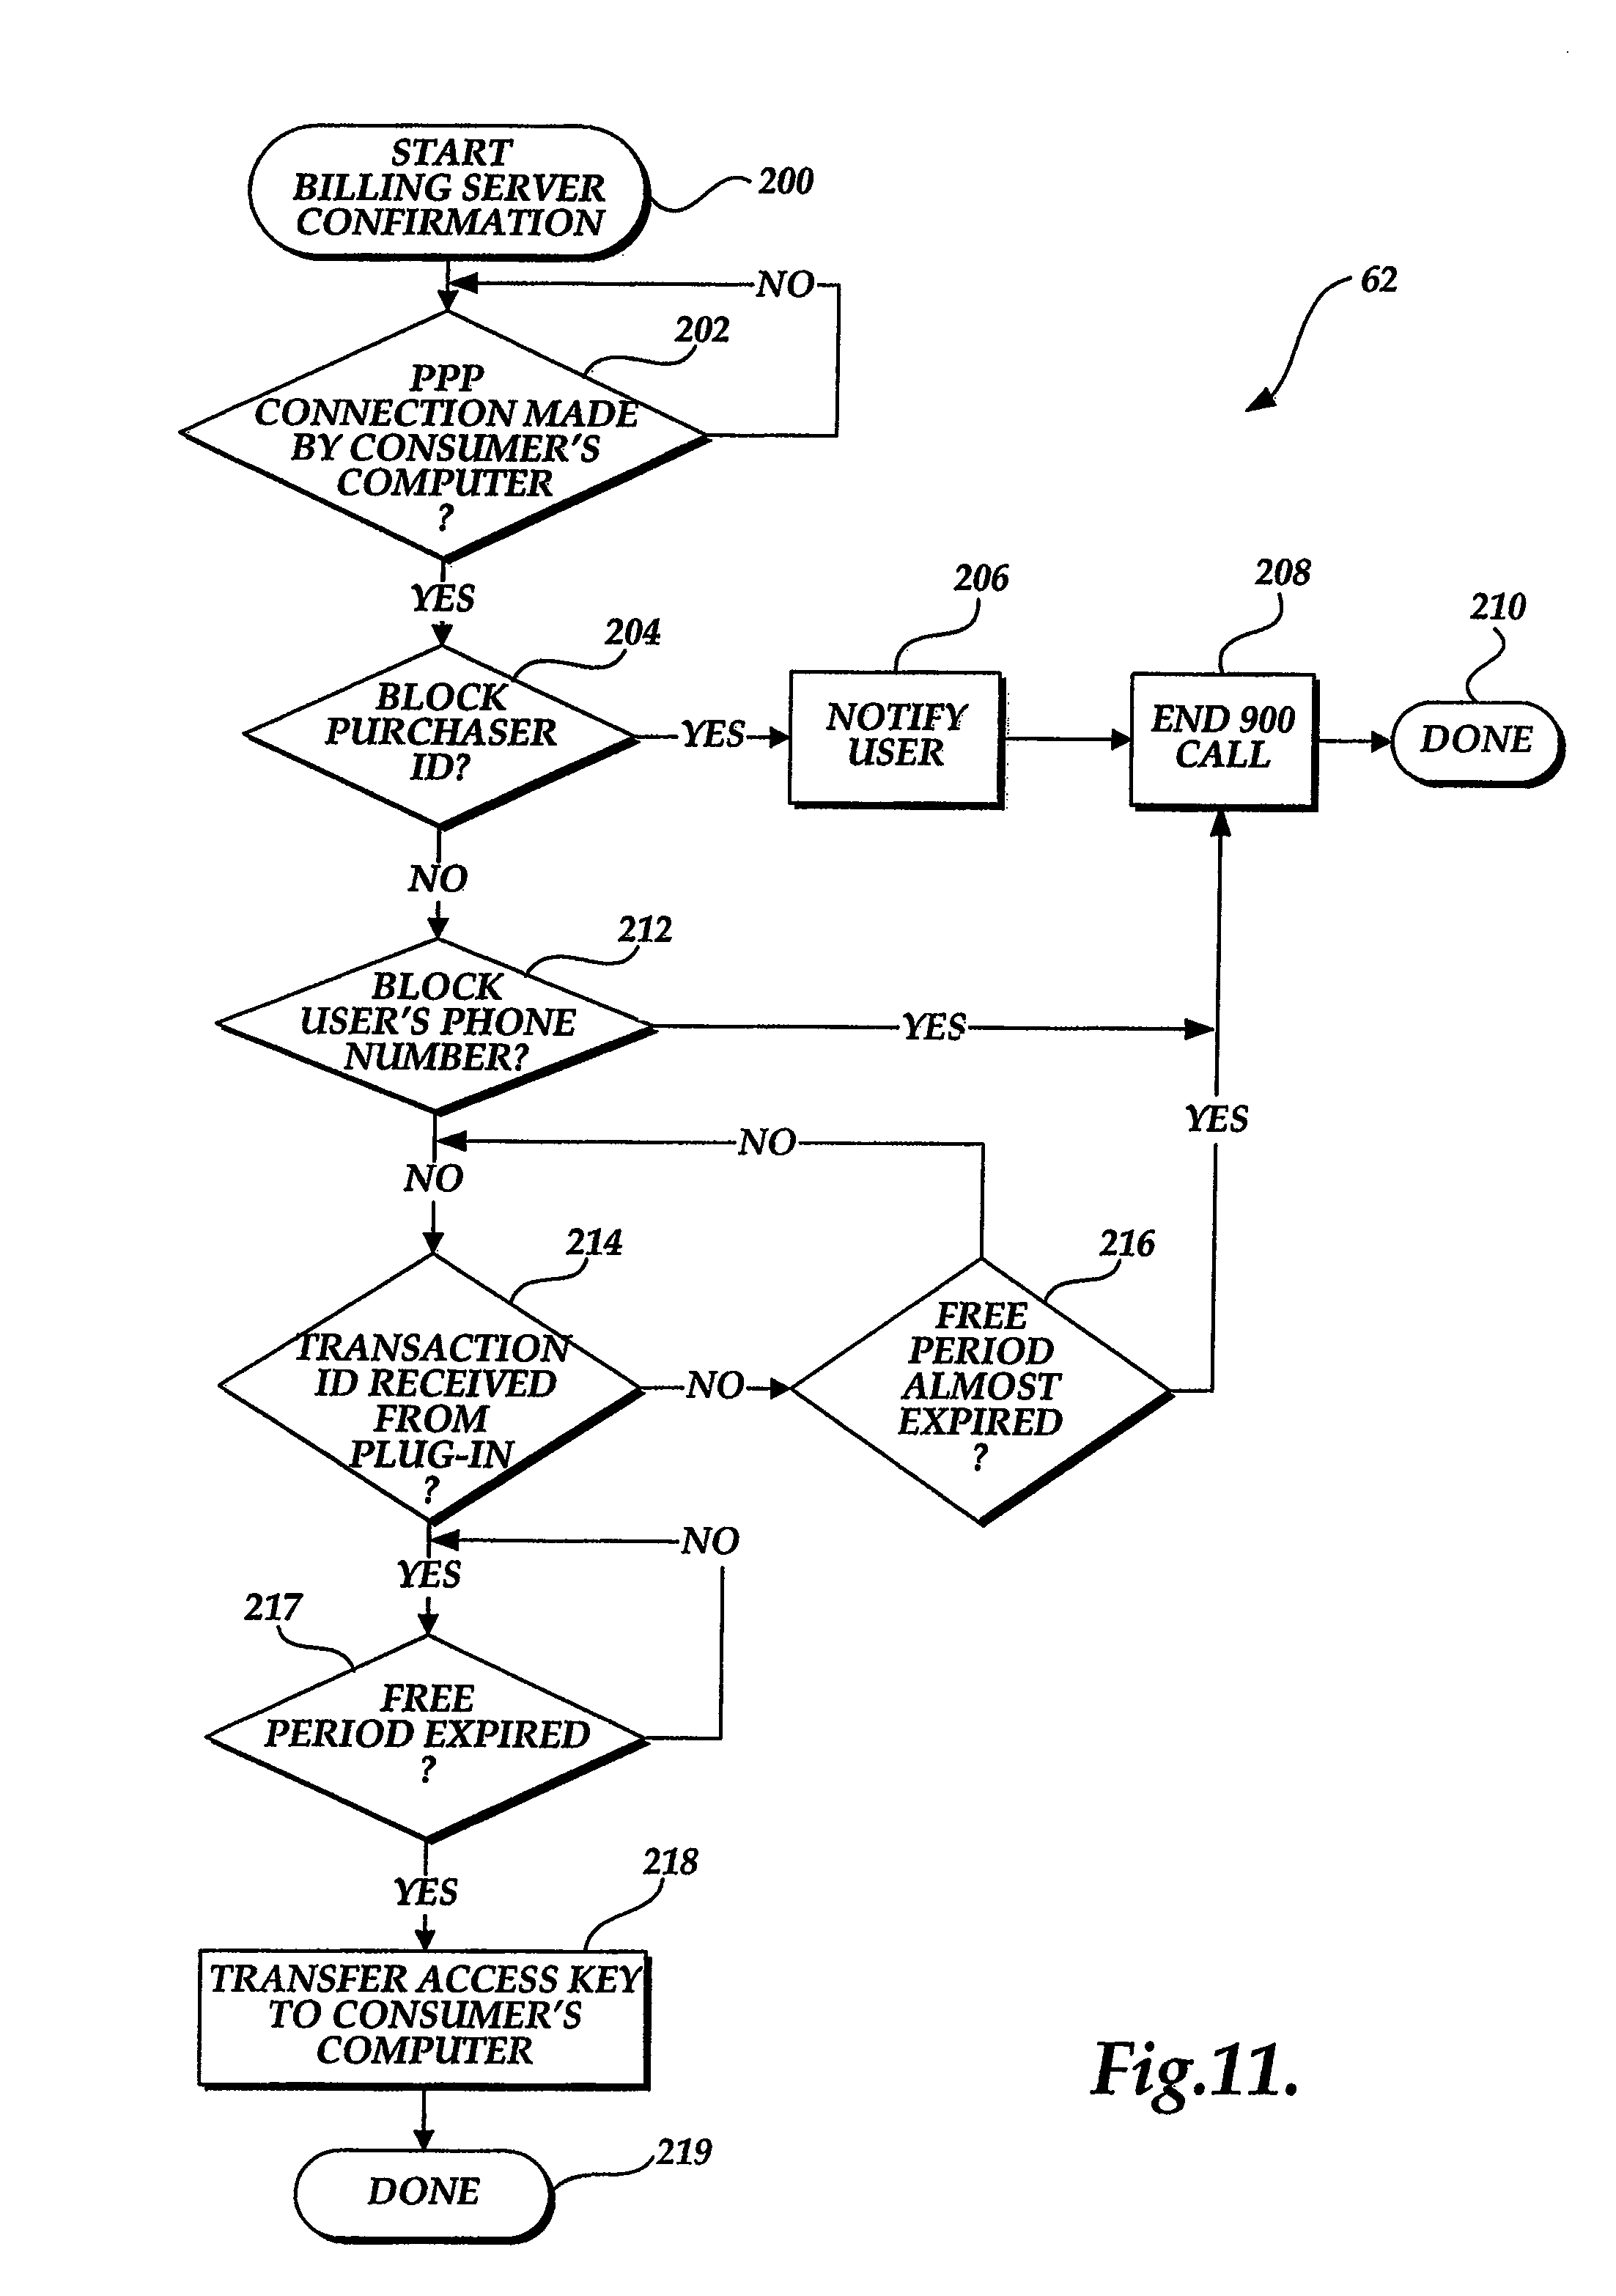 START
BILLING SERVER
CONFIRMATION
200
NO
62
202
PPP
CONNECTION MADE
BY CONSUMER'S
COMPUTER
?
YES
204
BLOCK
PURCHASER
ID?
YES
206
NOTIFY
USER
208
END 900
CALL
210
DONE
NO
212
BLOCK
USER'S PHONE
NUMBER?
YES
YES
NO
NO
214
TRANSACTION
ID RECEIVED
FROM
PLUG-IN
?
NO
216
FREE
PERIOD
ALMOST
EXPIRED
?
NO
YES
217
FREE
PERIOD EXPIRED
?
YES
218
TRANSFER ACCESS KEY
TO CONSUMER'S
COMPUTER
219
DONE
Fig.11.